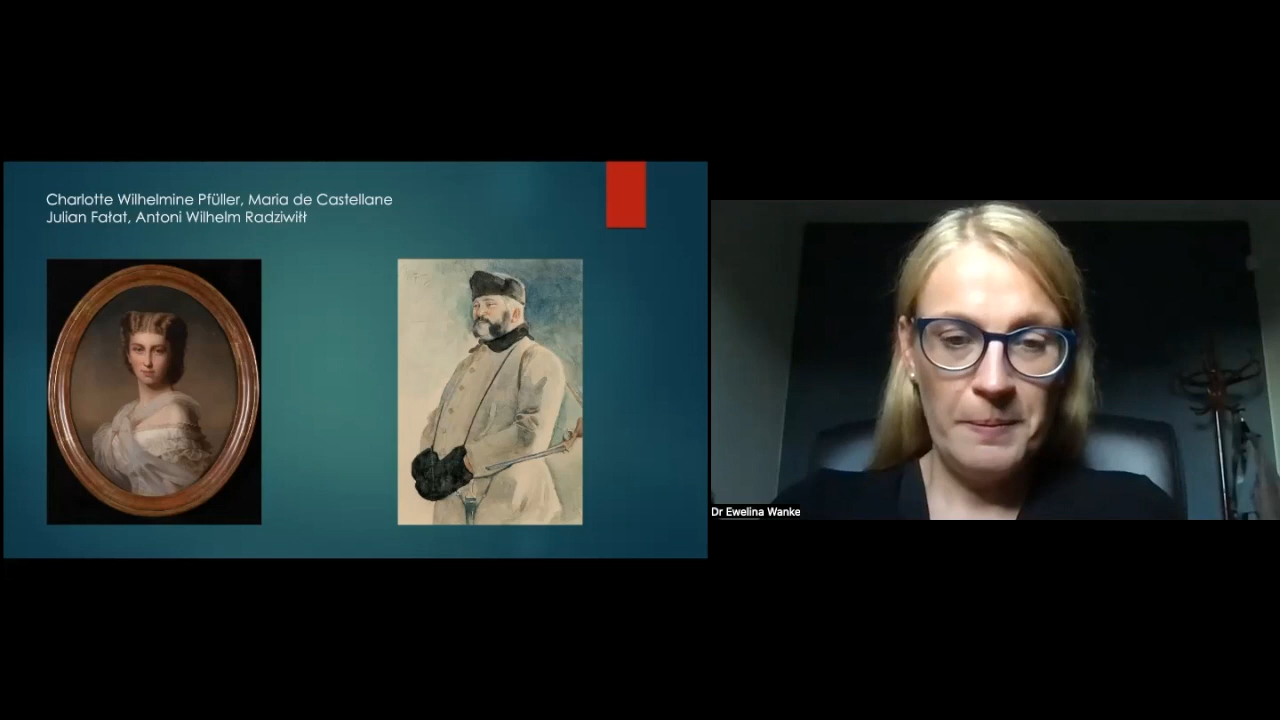 Charlotte Wilhelmine Pfüller, Maria de Castellane
Julian Fałat, Antoni Wilhelm Radziwiłł
Dr Ewelina Wanke